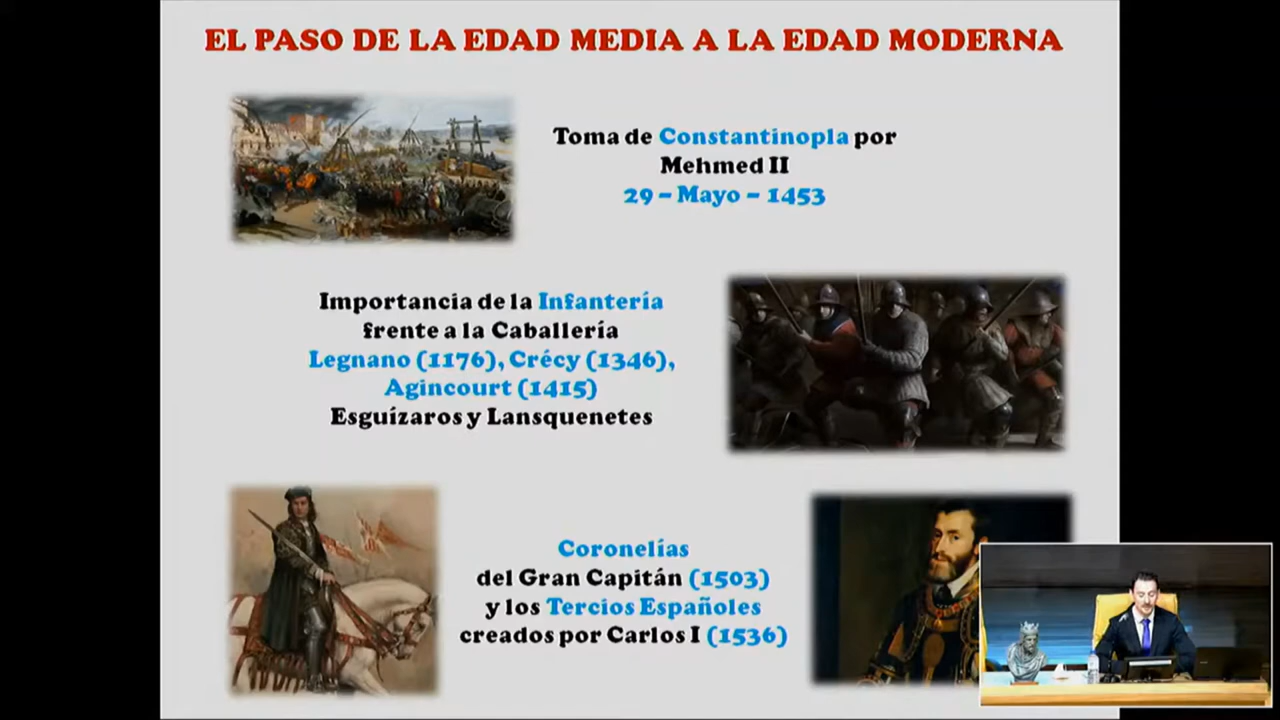 EL PASO DE LA EDAD MEDIA A LA EDAD MODERNA
Toma de Constantinopla por
Mehmed II
29 – Mayo – 1453
Importancia de la Infantería
frente a la Caballería
Legnano (1176), Crécy (1346),
Agincourt (1415)
Esguízaros y Lansquenetes
Coronelías
del Gran Capitán (1503)
y los Tercios Españoles
creados por Carlos I (1536)